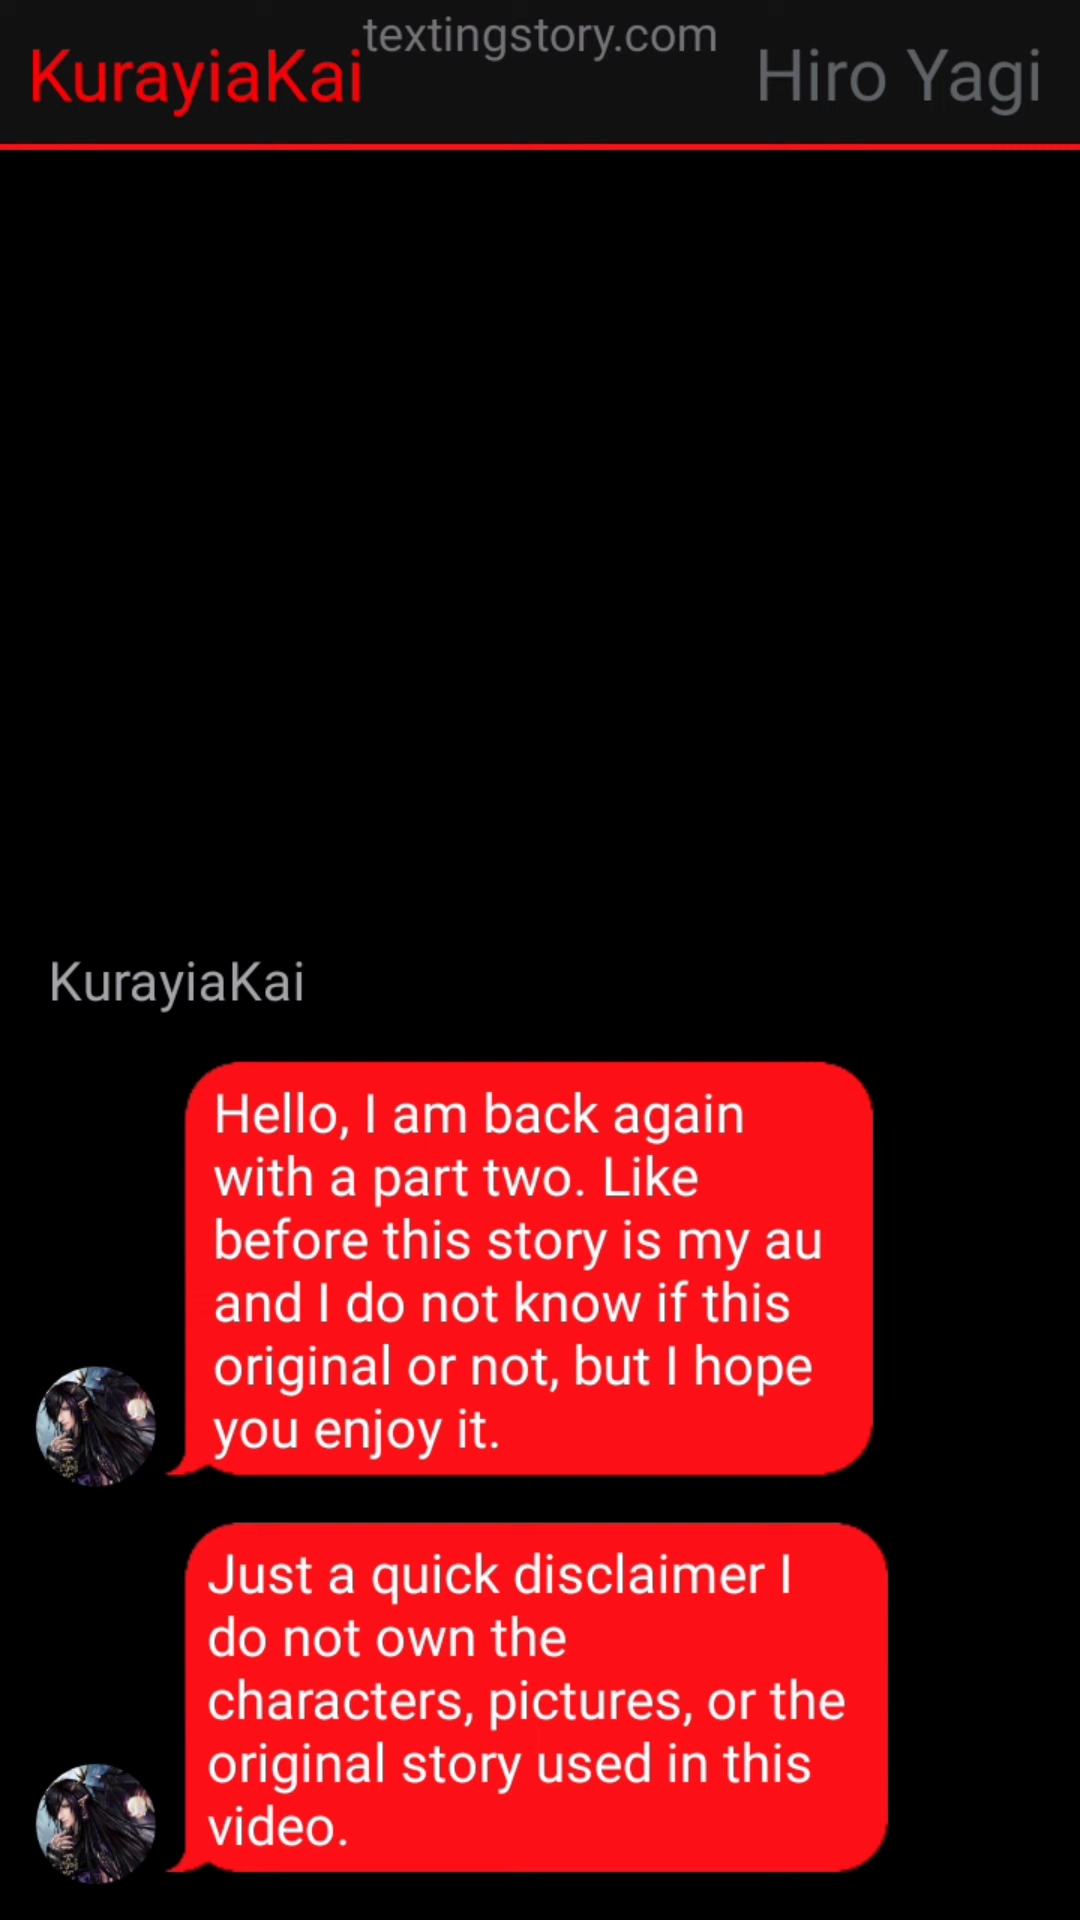 textingstory.com
KurayiaKai
Hiro Yagi
KurayiaKai
Hello, I am back again
with a part two. Like
before this story is my au
and I do not know if this
original or not, but I hope
you enjoy it.
Just a quick disclaimer I
do not own the
characters, pictures, or the
original story used in this
video.